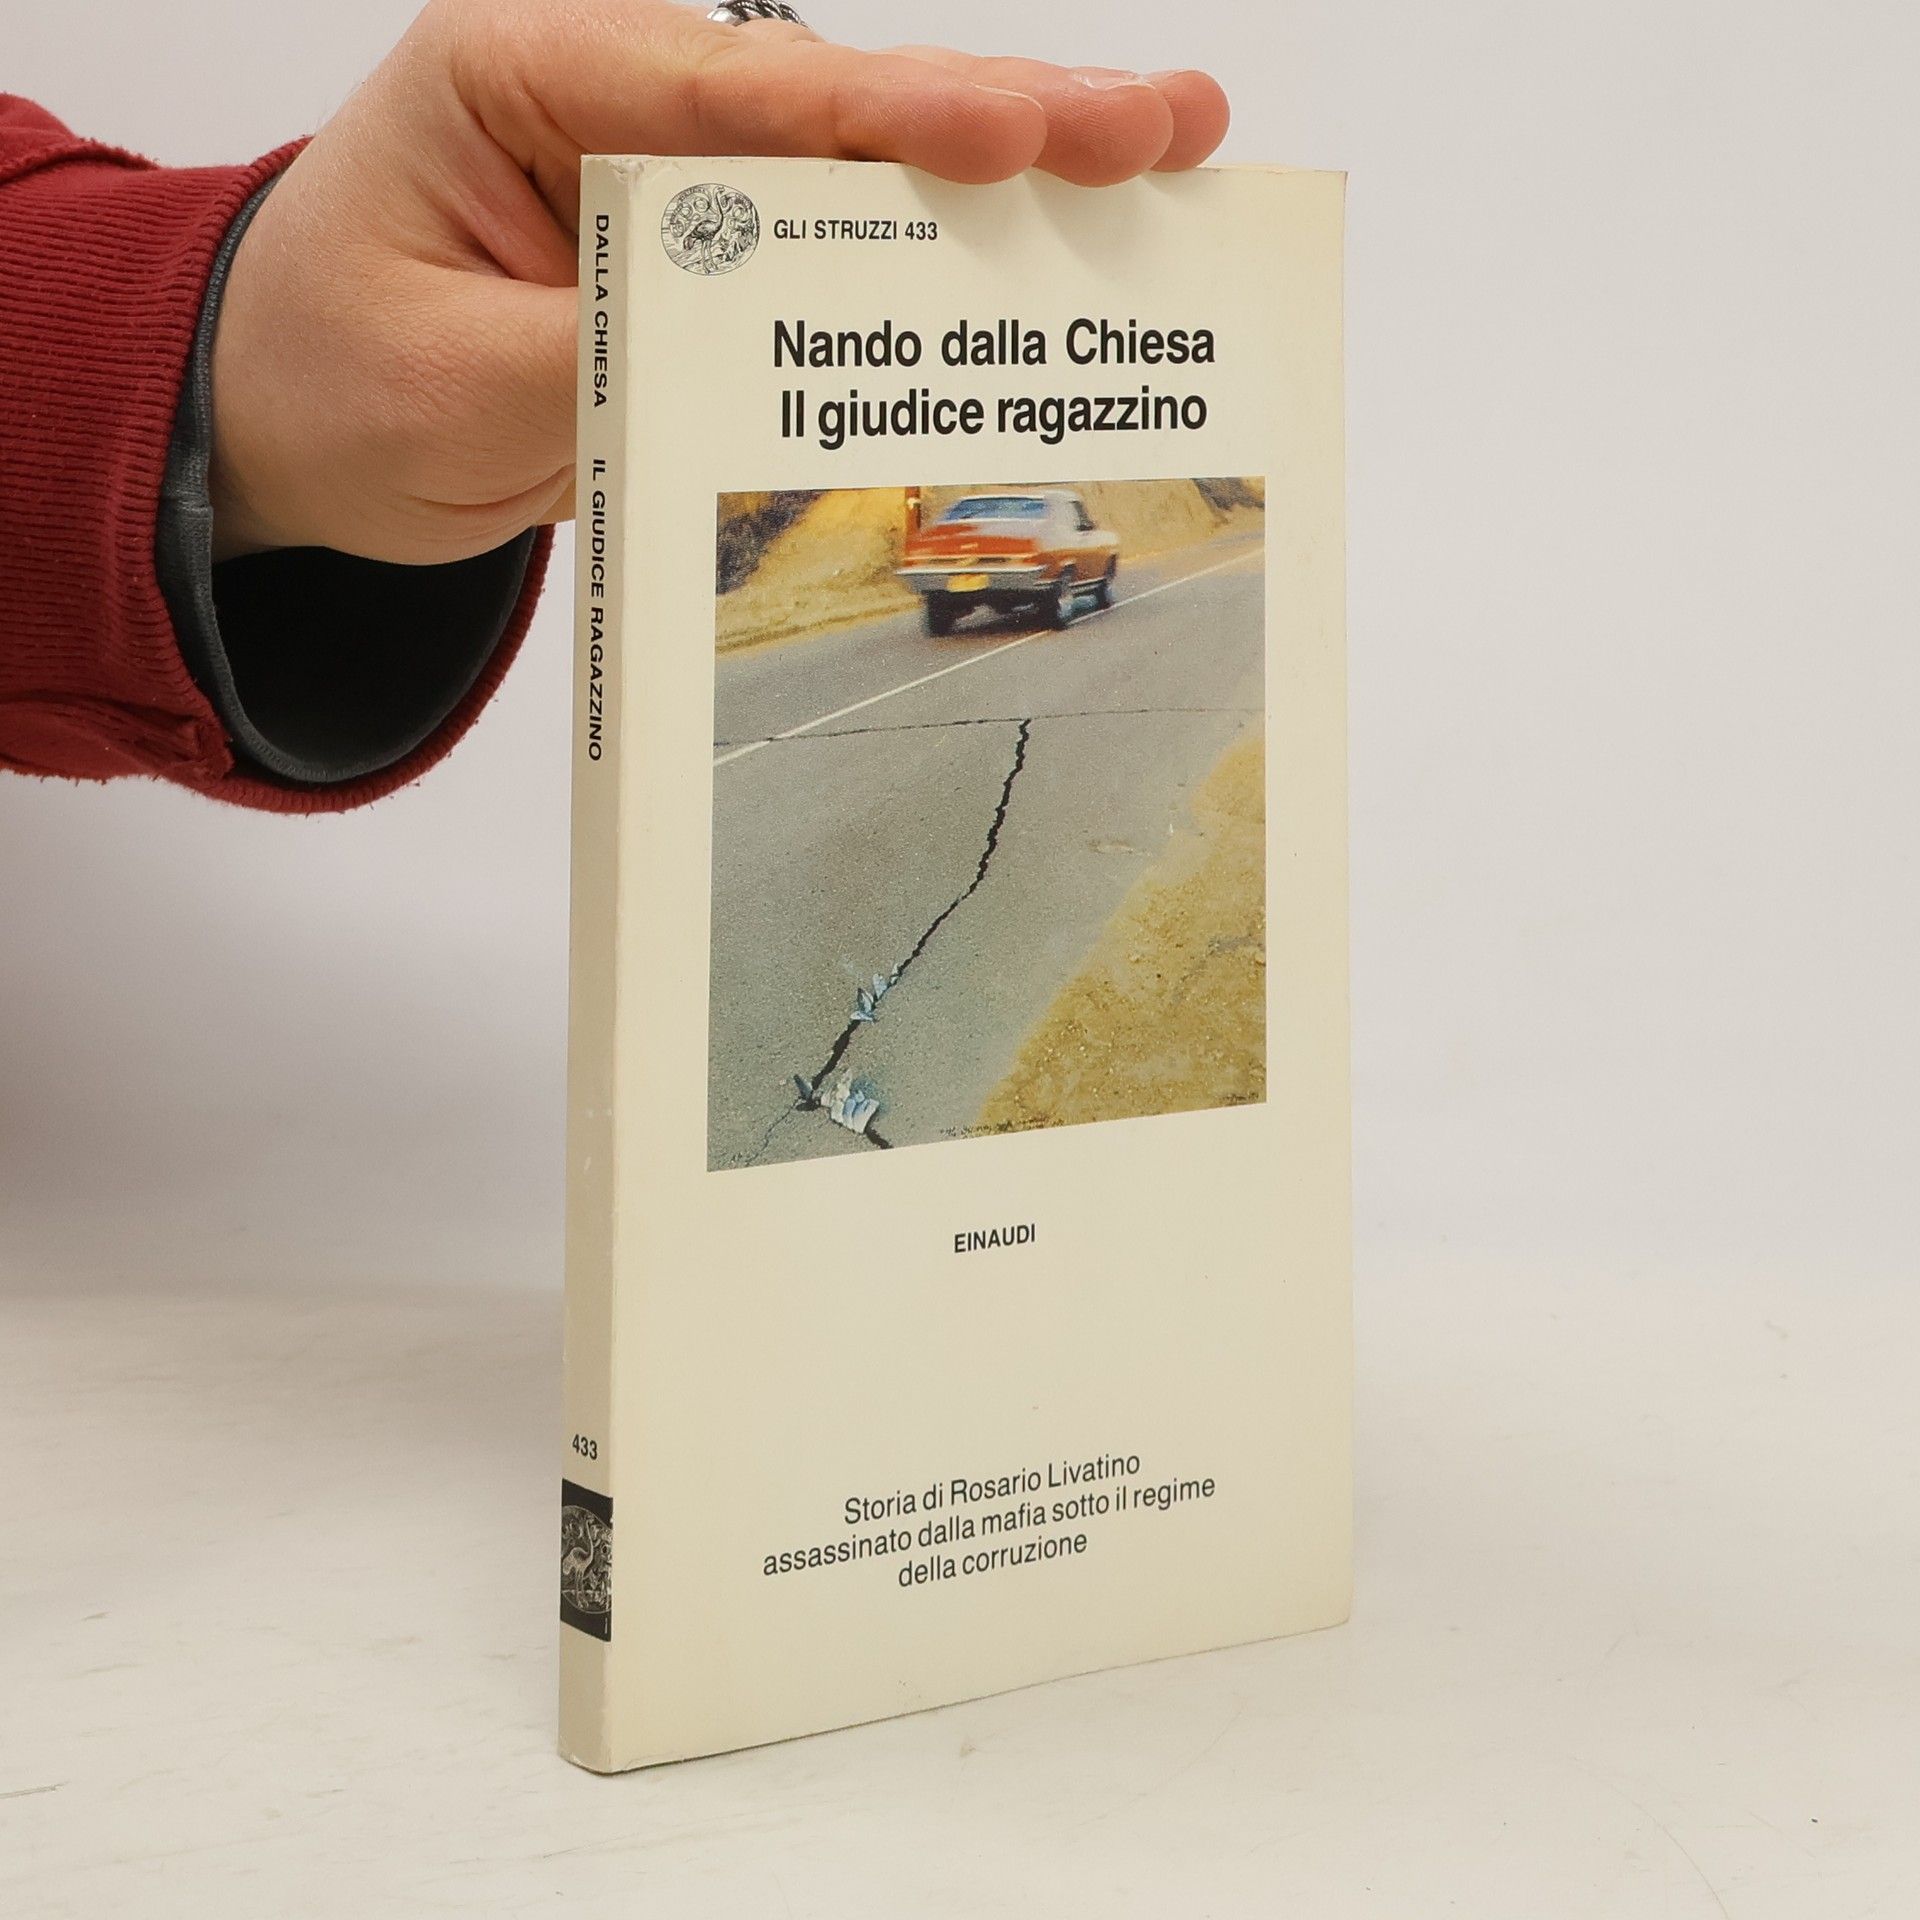 GLI STRUZZI 433
Nando dalla Chiesa
Il giudice ragazzino
EINAUDI
Storia di Rosario Livatino
assassinato dalla mafia sotto il regime
della corruzione
DALLA CHIESA IL GIUDICE RAGAZZINO
433